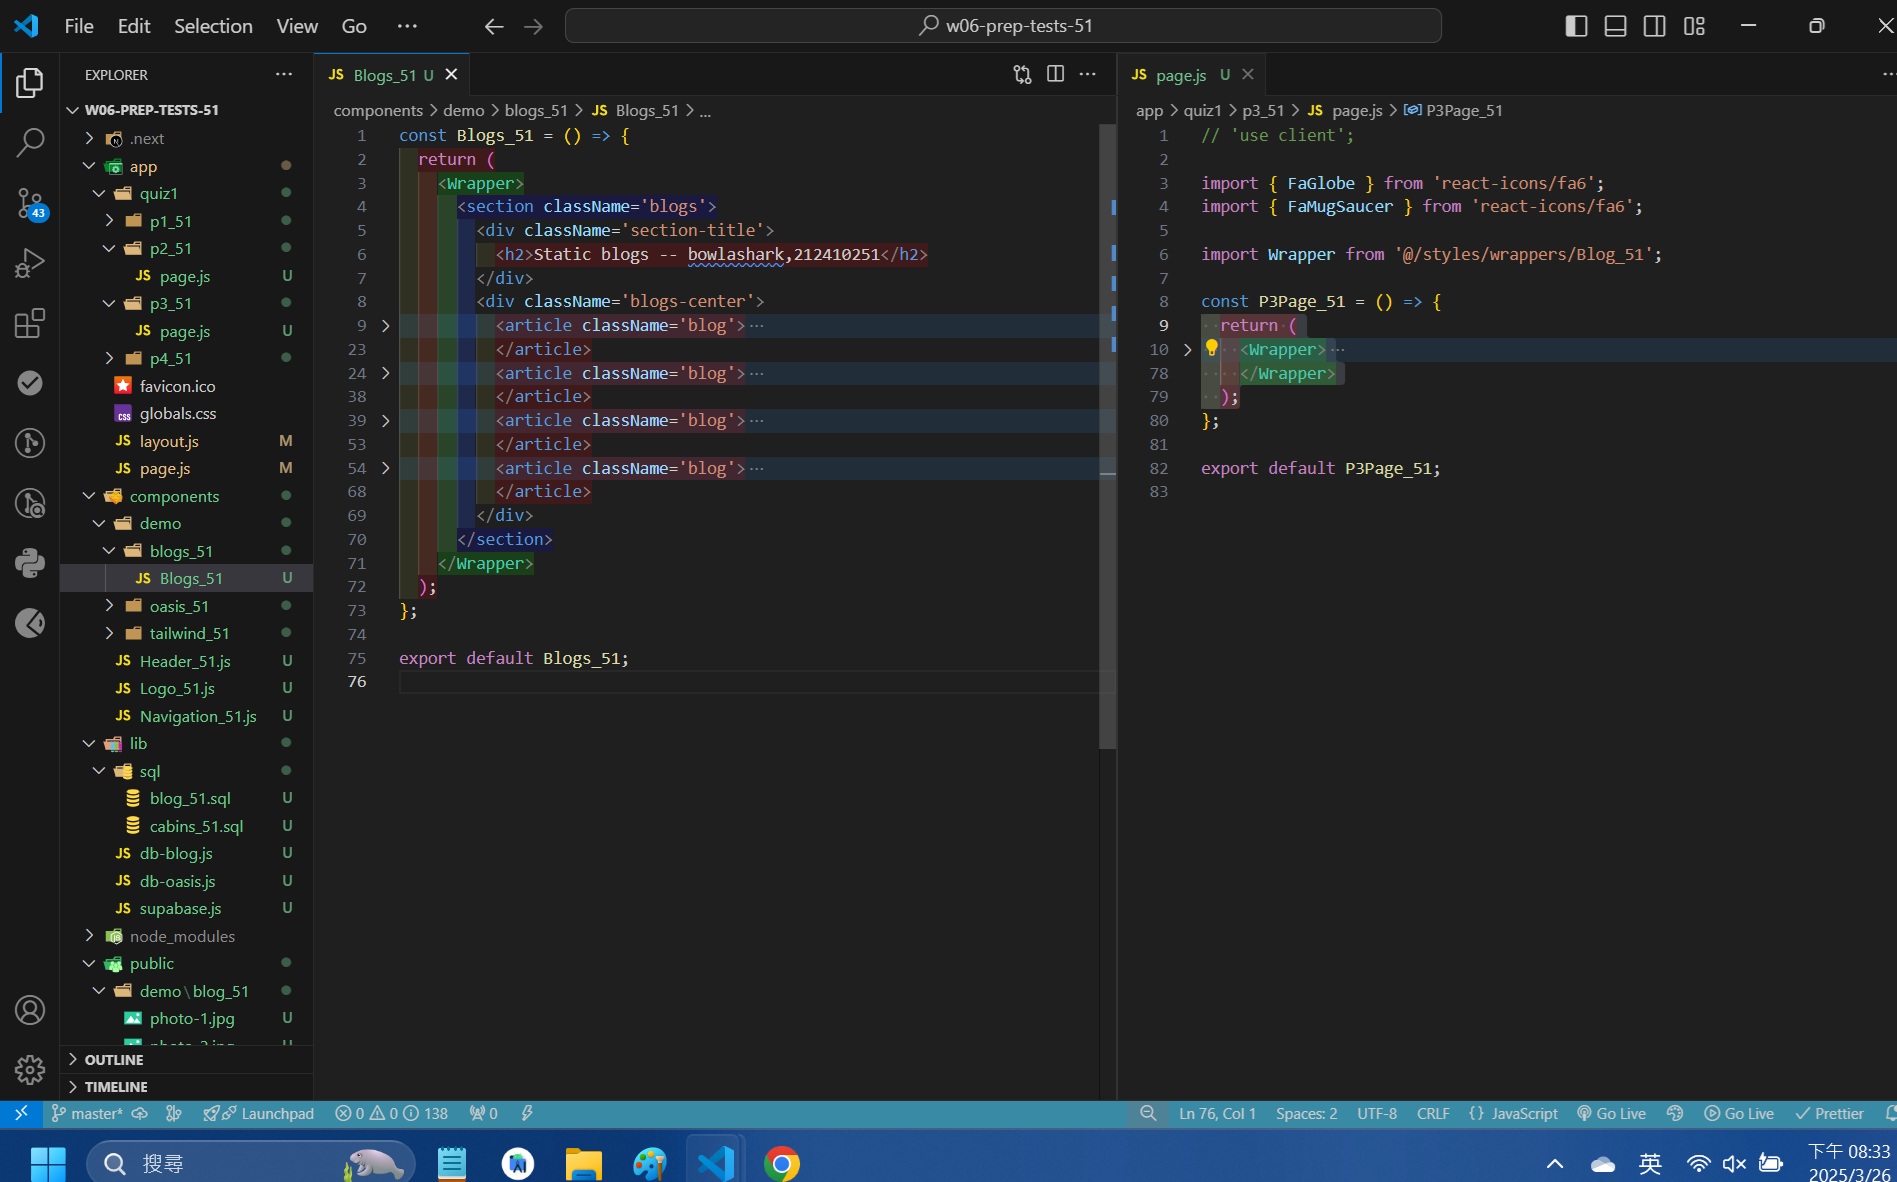 File Edit Selection View Go
w06-prep-tests-51
EXPLORER
W06-PREP-TESTS-51
.next
app
quiz1
p1_51
p2_51
JS page.js U
p3_51
JS page.js U
p4_51
favicon.ico
css globals.css
JS layout.js M
JS page.js M
components
demo
blogs_51
JS Blogs_51 U
oasis_51
tailwind_51
JS Header_51.js U
JS Logo_51.js U
JS Navigation_51.js U
lib
sql
blog_51.sql U
cabins_51.sql U
JS db-blog.js U
JS db-oasis.js U
JS supabase.js U
node_modules
public
demo\blog_51
photo-1.jpg U
OUTLINE
TIMELINE
43
JS Blogs_51 U
components > demo > blogs_51 > JS Blogs_51 > ...
1 const Blogs_51 = () => {
2 return (
3 <Wrapper>
4 <section className='blogs'>
5 <div className='section-title'>
6 <h2>Static blogs -- bowlashark,212410251</h2>
7 </div>
8 <div className='blogs-center'>
9 <article className='blog'>···
23 </article>
24 <article className='blog'>···
38 </article>
39 <article className='blog'>···
53 </article>
54 <article className='blog'>···
68 </article>
69 </div>
70 </section>
71 </Wrapper>
72 );
73 };
74
75 export default Blogs_51;
76
JS page.js U
app > quiz1 > p3_51 > JS page.js > P3Page_51
1 // 'use client';
2
3 import { FaGlobe } from 'react-icons/fa6';
4 import { FaMugSaucer } from 'react-icons/fa6';
5
6 import Wrapper from '@/styles/wrappers/Blog_51';
7
8 const P3Page_51 = () => {
9 return (
10 <Wrapper>···
78 </Wrapper>
79 );
80 };
81
82 export default P3Page_51;
83
master* Launchpad 0 0 138 0 Ln 76, Col 1 Spaces: 2 UTF-8 CRLF {} JavaScript Go Live Go Live Prettier
搜尋
英
下午 08:33
2025/3/26